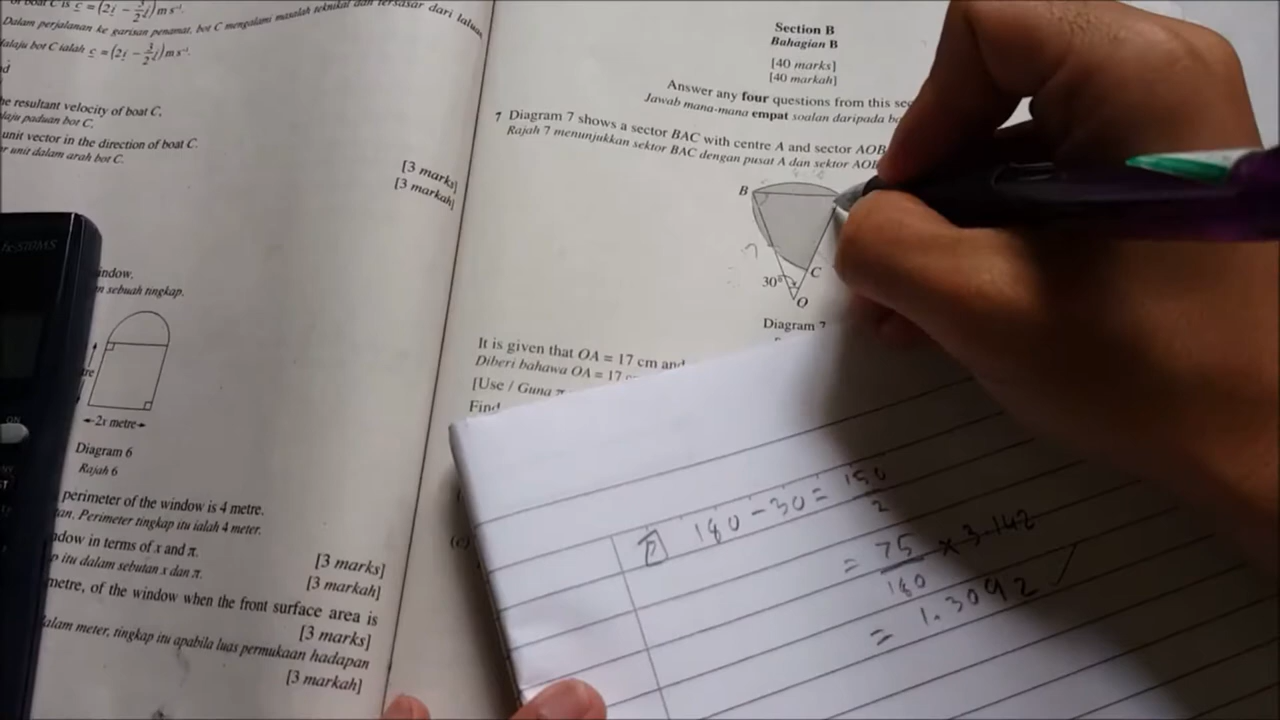 boat C is c = (2i − 3/2 j) m s⁻¹.
Dalam perjalanan ke garisan penamat, bot C mengalami masalah teknikal dan tersasar dari laluan
Halaju bot C ialah c = (2i − 3/2 j) m s⁻¹.
he resultant velocity of boat C.
laju paduan bot C.
unit vector in the direction of boat C.
r unit dalam arah bot C.
[3 marks]
[3 markah]
fx-570MS
indow.
n sebuah tingkap.
2x metre
Diagram 6
Rajah 6
perimeter of the window is 4 metre.
Perimeter tingkap itu ialah 4 meter.
ndow in terms of x and π.
itu dalam sebutan x dan π.
[3 marks]
[3 markah]
metre, of the window when the front surface area is
[3 marks]
dalam meter, tingkap itu apabila luas permukaan hadapan
[3 markah]
ON
Section B
Bahagian B
[40 marks]
[40 markah]
Answer any four questions from this sec
Jawab mana-mana empat soalan daripada ba
7 Diagram 7 shows a sector BAC with centre A and sector AOB
Rajah 7 menunjukkan sektor BAC dengan pusat A dan sektor AOB
B
C
30°
O
Diagram 7
It is given that OA = 17 cm and
Diberi bahawa OA = 17
[Use / Guna π
Find
(c)
180 − 30 = 150
2
= 75/180 × 3.142
= 1.3092